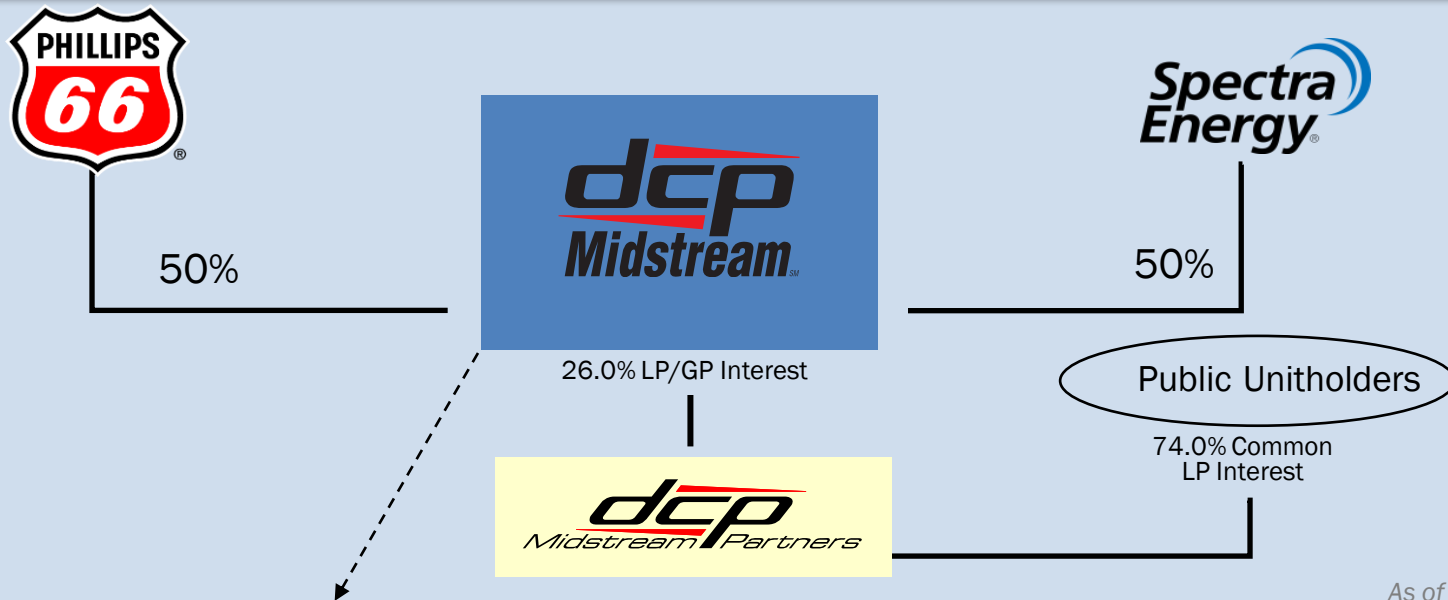 PHILLIPS
66
®
Spectra
Energy®
dcp
Midstream SM
50%
50%
26.0% LP/GP Interest
Public Unitholders
74.0% Common
LP Interest
dcp
Midstream Partners
As of